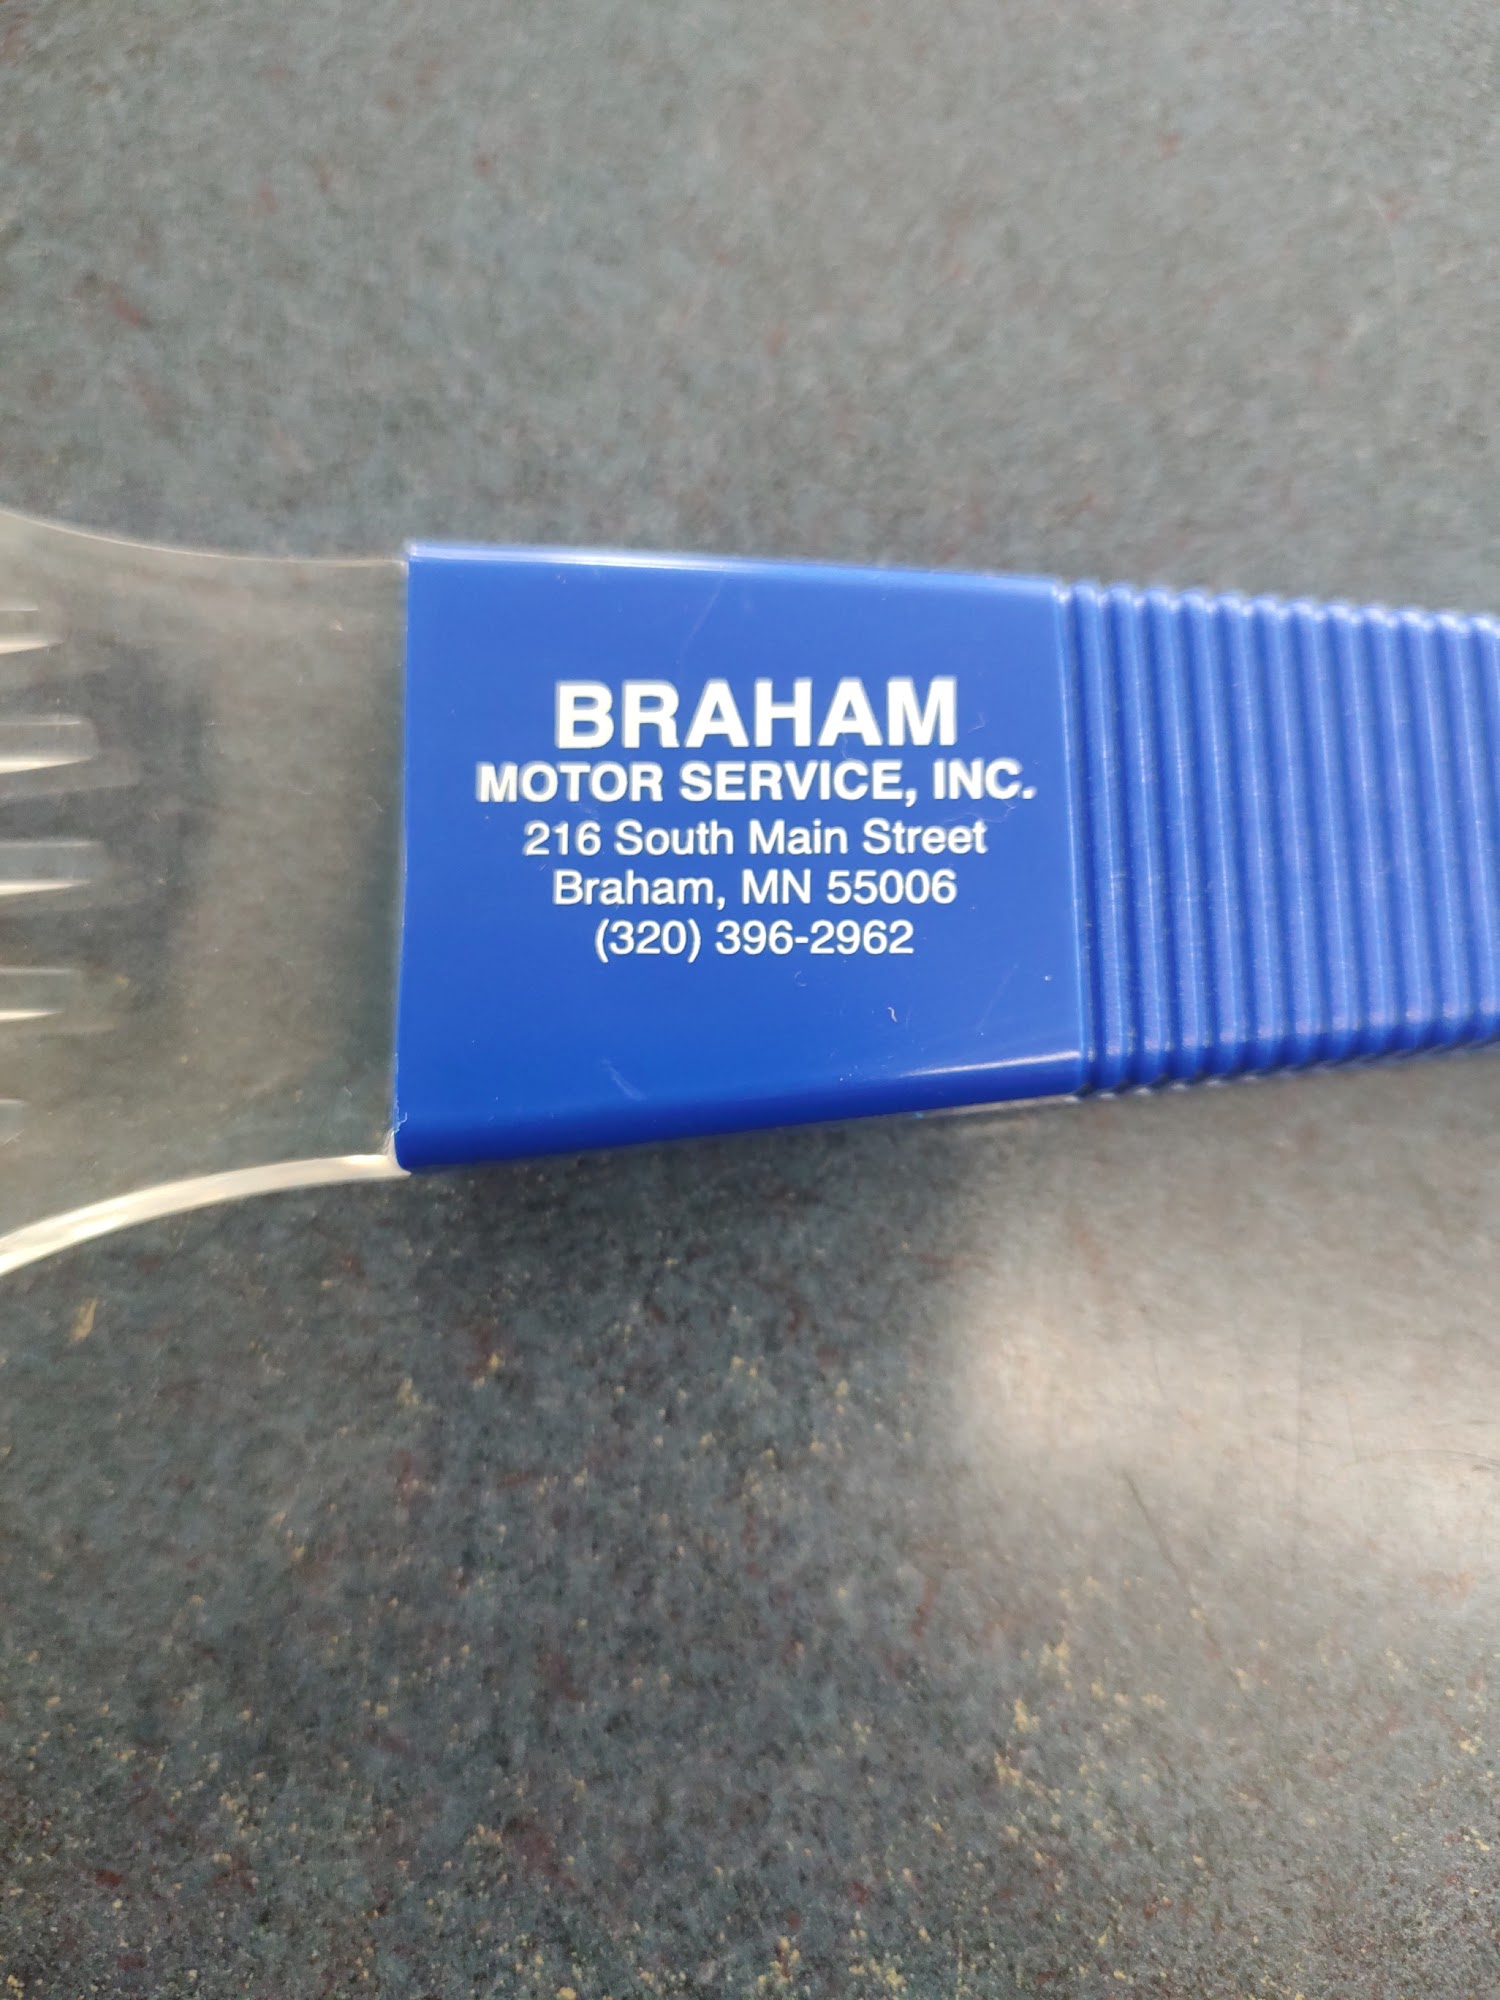 BRAHAM
MOTOR SERVICE, INC.
216 South Main Street
Braham, MN 55006
(320) 396-2962